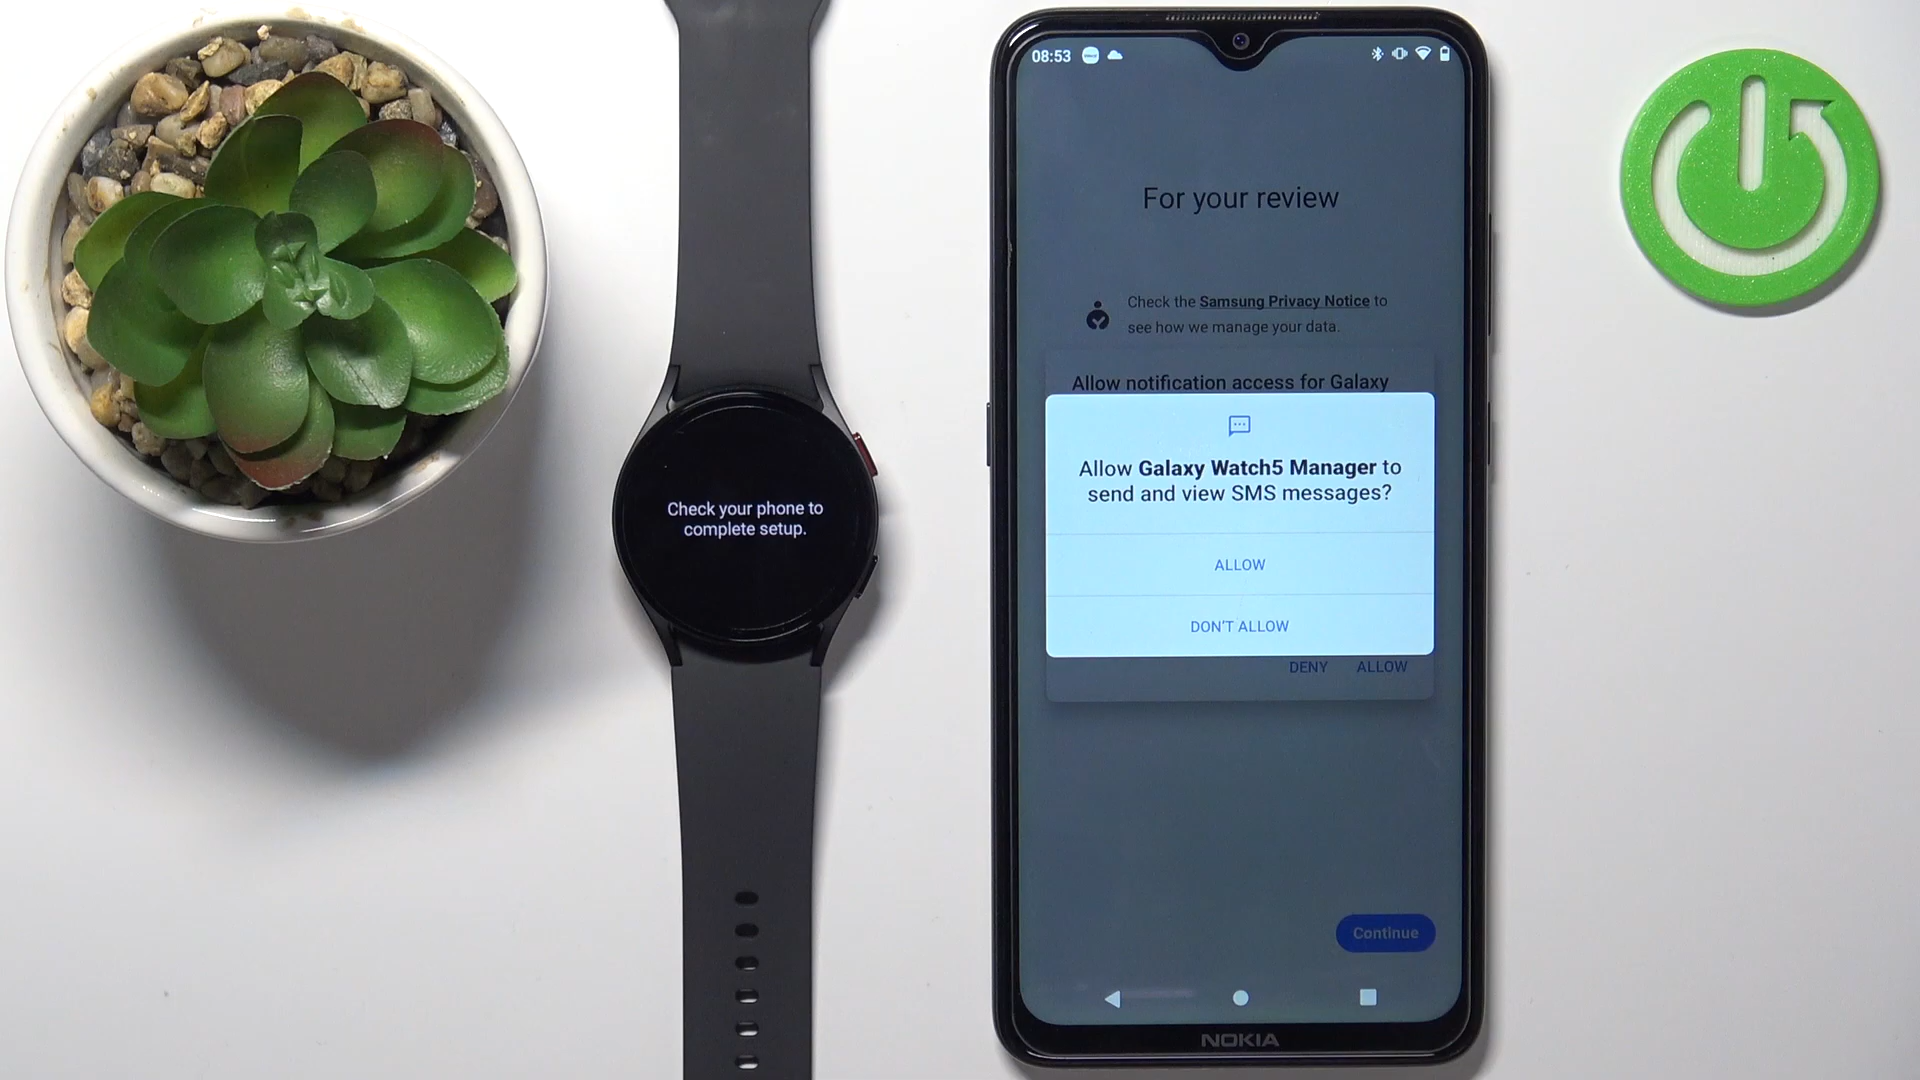 Check your phone to
complete setup.
08:53
For your review
Check the Samsung Privacy Notice to
see how we manage your data.
Allow notification access for Galaxy
Allow Galaxy Watch5 Manager to
send and view SMS messages?
ALLOW
DON'T ALLOW
DENY ALLOW
Continue
NOKIA